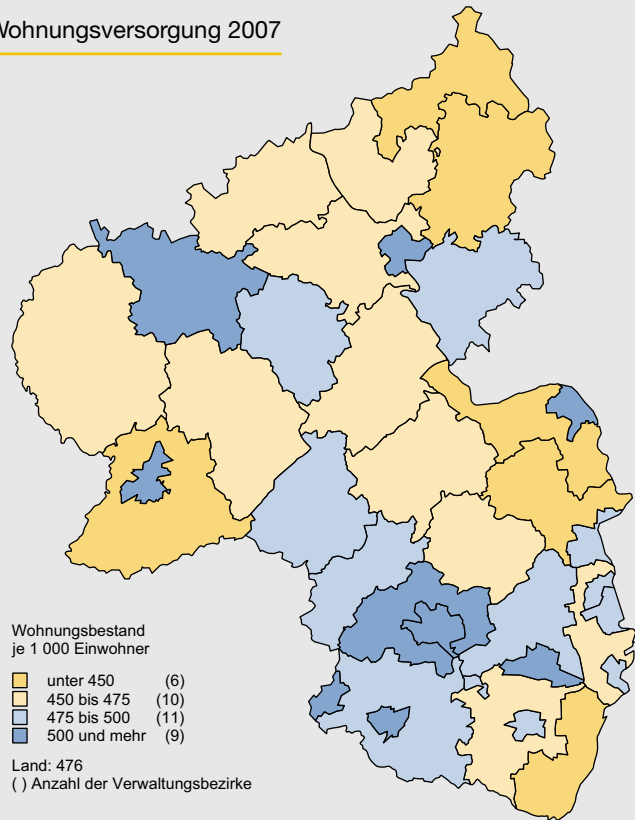 Wohnungsversorgung 2007
Wohnungsbestand
je 1 000 Einwohner
unter 450 (6)
450 bis 475 (10)
475 bis 500 (11)
500 und mehr (9)
Land: 476
( ) Anzahl der Verwaltungsbezirke